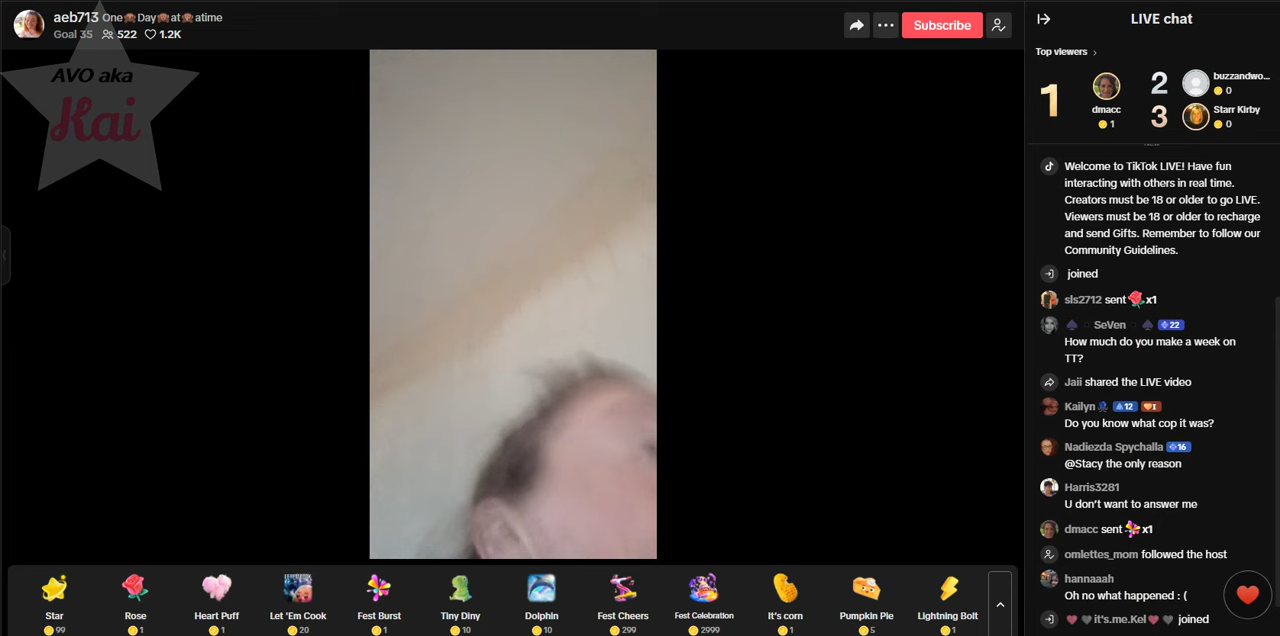 aeb713 One🙈Day🙈at🙈atime
Goal 35 522 1.2K
Subscribe
AVO aka
Kai
LIVE chat
Top viewers >
1
dmacc
1
2
buzzandwo...
0
3
Starr Kirby
0
Welcome to TikTok LIVE! Have fun
interacting with others in real time.
Creators must be 18 or older to go LIVE.
Viewers must be 18 or older to recharge
and send Gifts. Remember to follow our
Community Guidelines.
joined
sls2712 sent x1
SeVen 22
How much do you make a week on
TT?
Jaii shared the LIVE video
Kailyn 12 I
Do you know what cop it was?
Nadiezda Spychalla 16
@Stacy the only reason
Harris3281
U don't want to answer me
dmacc sent x1
omlettes_mom followed the host
hannaaah
Oh no what happened : (
it's.me.Kel joined
Star
99
Rose
1
Heart Puff
1
Let 'Em Cook
20
Fest Burst
1
Tiny Diny
10
Dolphin
10
Fest Cheers
299
Fest Celebration
2999
It's corn
1
Pumpkin Pie
5
Lightning Bolt
1